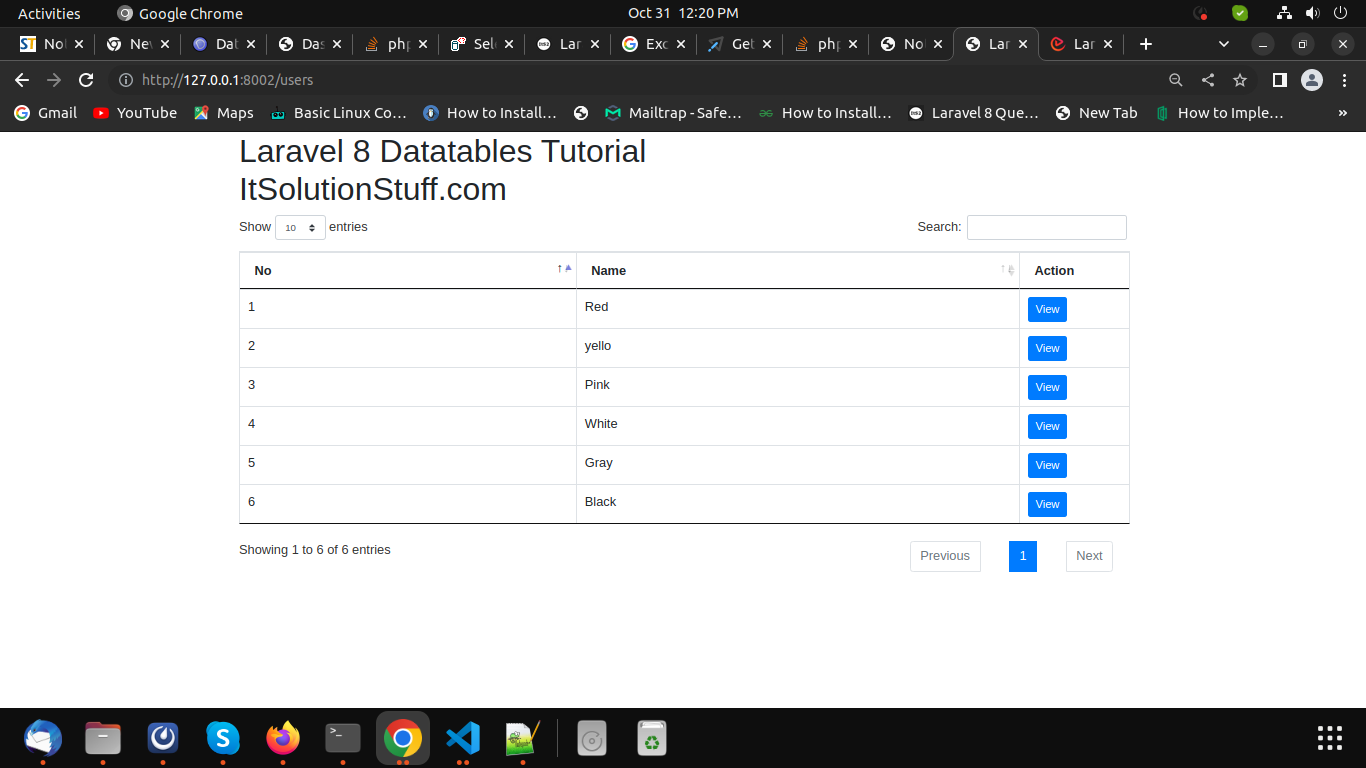 Activities Google Chrome Oct 31 12:20 PM
Nol Nev Dat Das php Sele Lar Exc Get php Nol Lar Lar
http://127.0.0.1:8002/users
Gmail YouTube Maps Basic Linux Co… How to Install… Mailtrap - Safe… How to Install… Laravel 8 Que… New Tab How to Imple… »
Laravel 8 Datatables Tutorial
ItSolutionStuff.com
Show 10 entries Search:
No Name Action
1 Red View
2 yello View
3 Pink View
4 White View
5 Gray View
6 Black View
Showing 1 to 6 of 6 entries Previous 1 Next